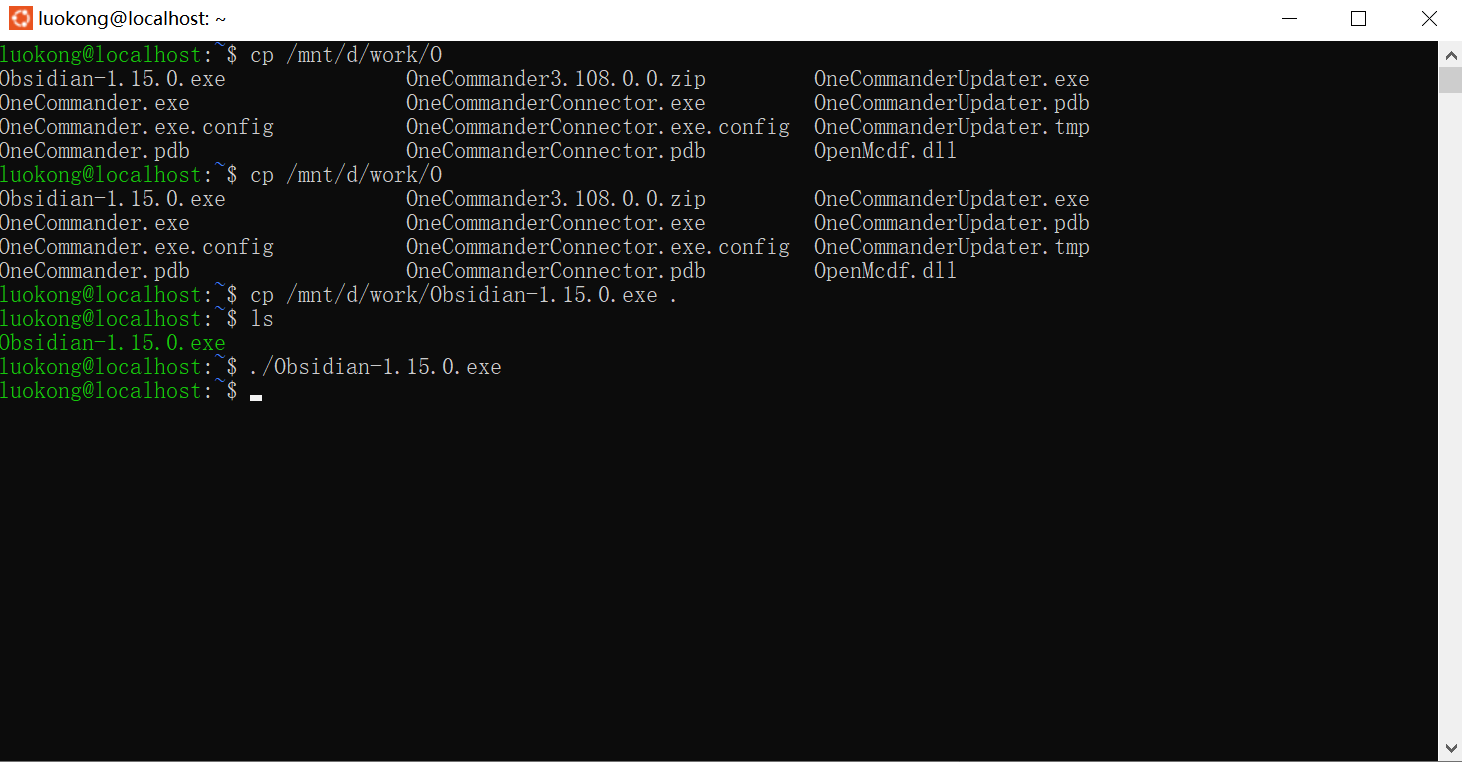 luokong@localhost: ~
luokong@localhost:~$ cp /mnt/d/work/O
Obsidian-1.15.0.exe OneCommander3.108.0.0.zip OneCommanderUpdater.exe
OneCommander.exe OneCommanderConnector.exe OneCommanderUpdater.pdb
OneCommander.exe.config OneCommanderConnector.exe.config OneCommanderUpdater.tmp
OneCommander.pdb OneCommanderConnector.pdb OpenMcdf.dll
luokong@localhost:~$ cp /mnt/d/work/O
Obsidian-1.15.0.exe OneCommander3.108.0.0.zip OneCommanderUpdater.exe
OneCommander.exe OneCommanderConnector.exe OneCommanderUpdater.pdb
OneCommander.exe.config OneCommanderConnector.exe.config OneCommanderUpdater.tmp
OneCommander.pdb OneCommanderConnector.pdb OpenMcdf.dll
luokong@localhost:~$ cp /mnt/d/work/Obsidian-1.15.0.exe .
luokong@localhost:~$ ls
Obsidian-1.15.0.exe
luokong@localhost:~$ ./Obsidian-1.15.0.exe
luokong@localhost:~$